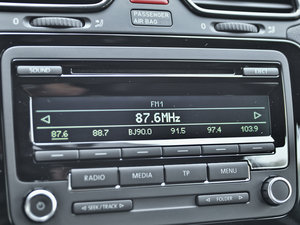 PASSENGER
AIR BAG
SOUND
EJECT
FM1
87.6MHz
87.6 88.7 BJ90.0 91.5 97.4 103.9
RADIO MEDIA TP MENU
SEEK/TRACK
FOLDER